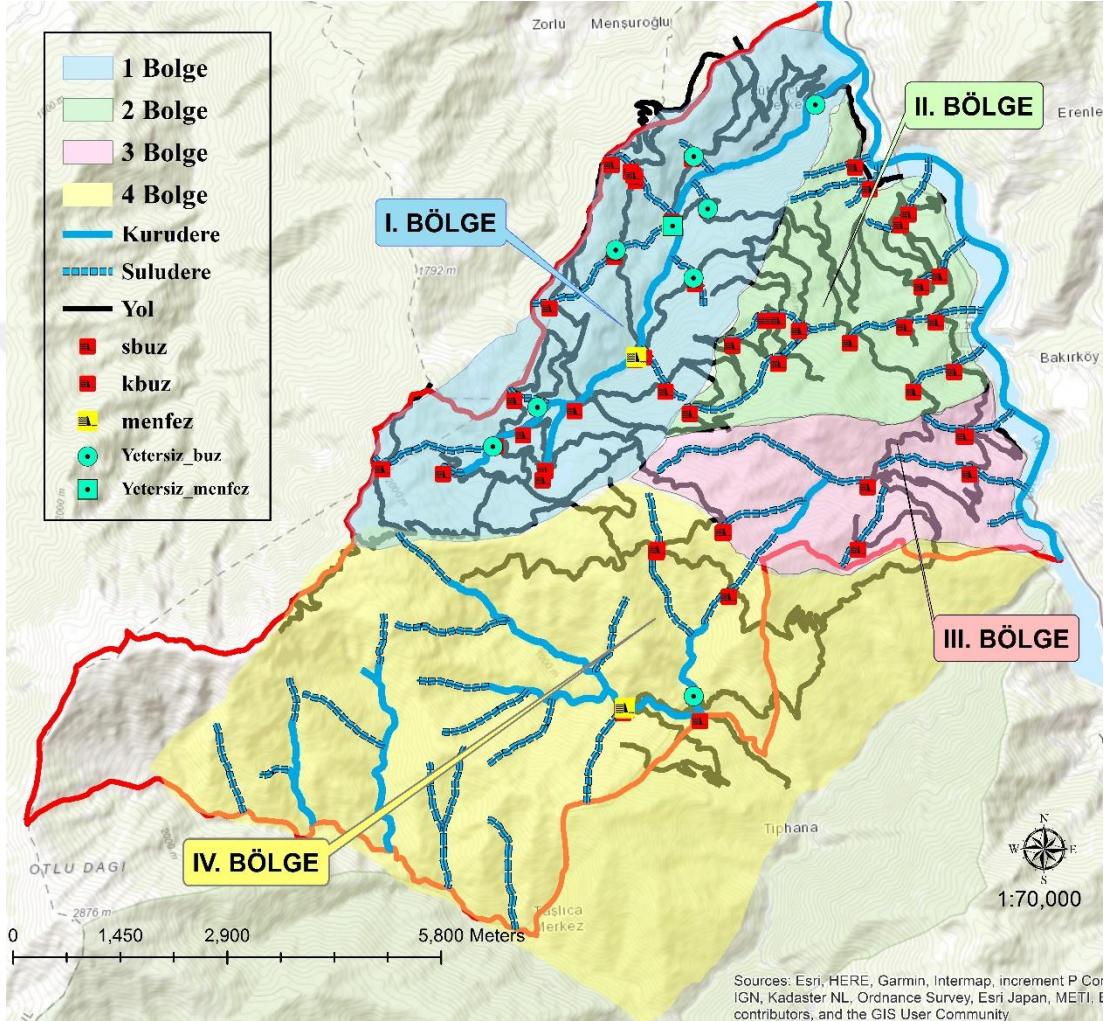 Zorlu Menşuroğlu
1 Bolge
2 Bolge
3 Bolge
4 Bolge
Kurudere
Suludere
Yol
sbuz
kbuz
menfez
Yetersiz_buz
Yetersiz_menfez
II. BÖLGE
Erenle
I. BÖLGE
1792 m
Bakırköy
III. BÖLGE
IV. BÖLGE
Tıphana
OTLU DAGI
2876 m
Taşlıca
Merkez
N
W E
S
1:70,000
0 1,450 2,900 5,800 Meters
Sources: Esri, HERE, Garmin, Intermap, increment P Cor
IGN, Kadaster NL, Ordnance Survey, Esri Japan, METI, E
contributors, and the GIS User Community